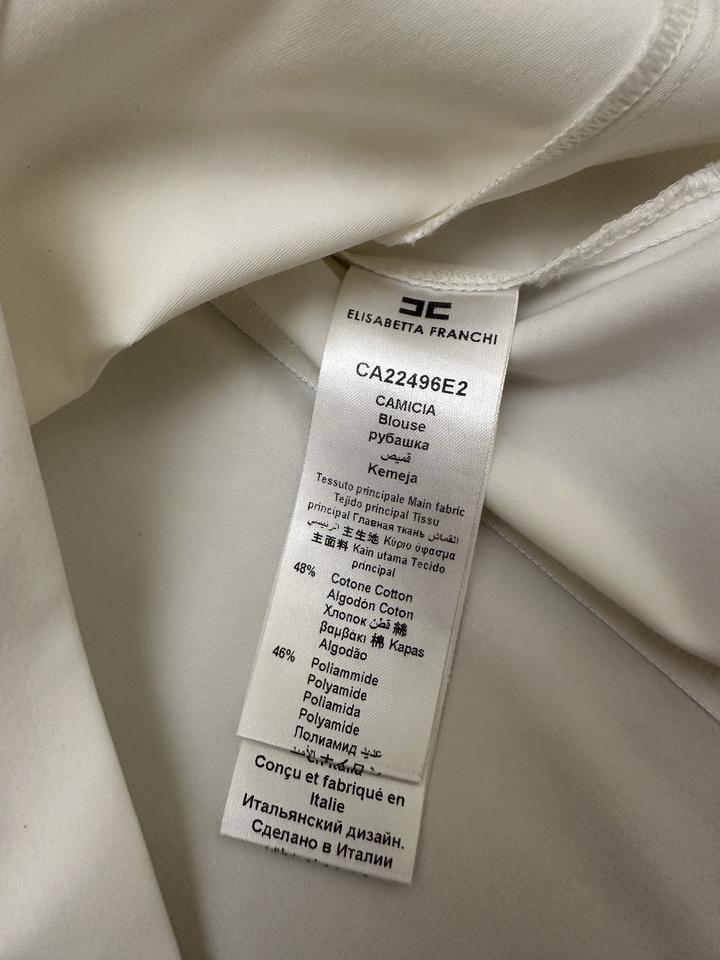 ELISABETTA FRANCHI
CA22496E2
CAMICIA
Blouse
рубашка
قميص
Kemeja
Tessuto principale Main fabric
Tejido principal Tissu
principal Главная ткань القماش
الرئيسي 主生地 Κύριο ύφασμα
主面料 Kain utama Tecido
principal
48% Cotone Cotton
Algodón Coton
Хлопок قطن 綿
βαμβάκι 棉 Kapas
Algodão
46% Poliammide
Polyamide
Poliamida
Polyamide
Полиамид
Conçu et fabriqué en
Italie
Итальянский дизайн.
Сделано в Италии